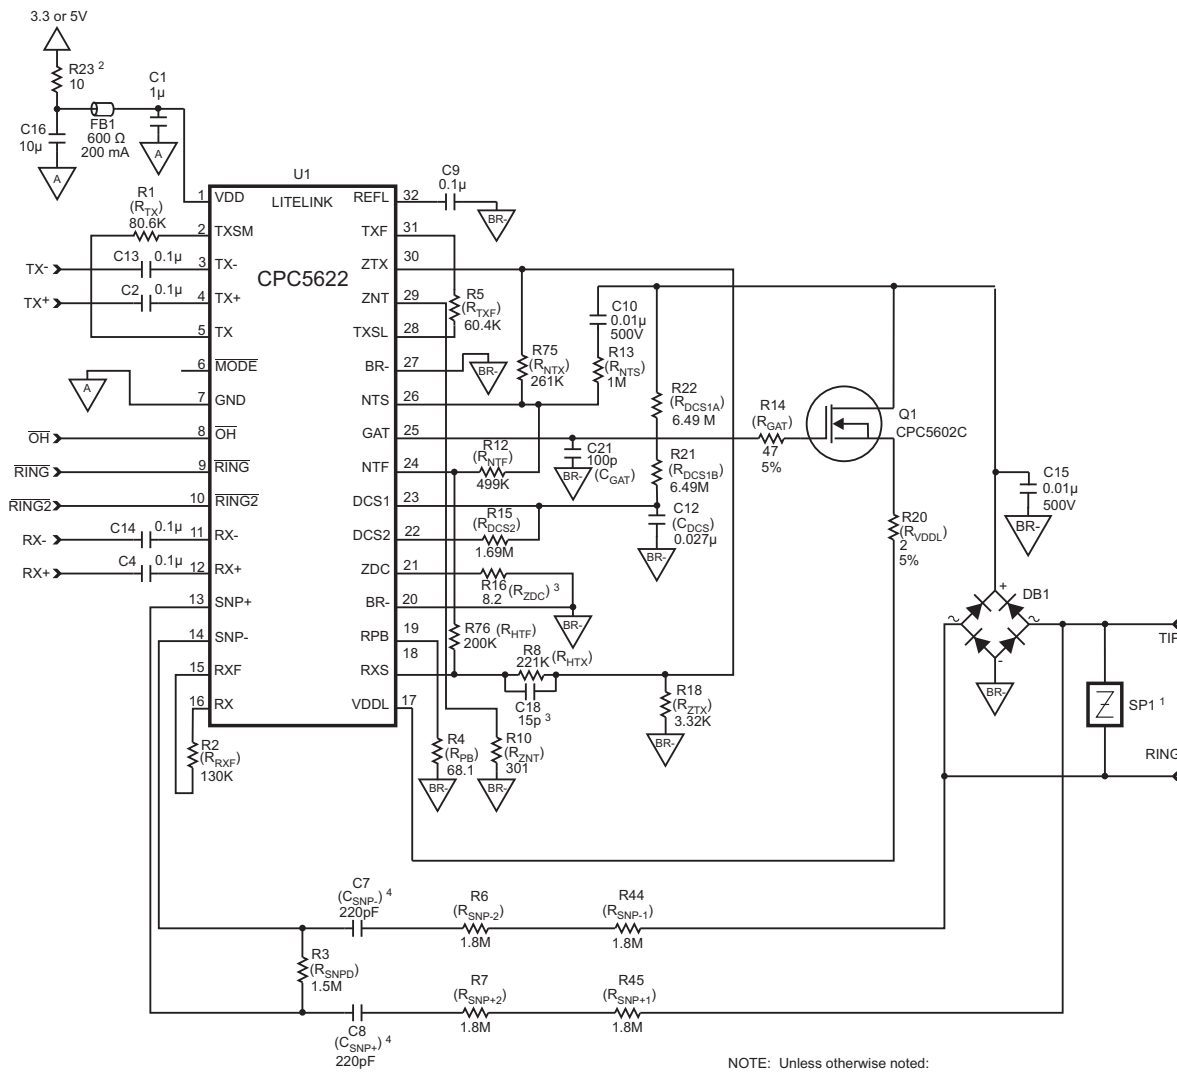 3.3 or 5V
R23 2
10
C1
1µ
C16
10µ
FB1
600 Ω
200 mA
A
A
R1
(RTX)
80.6K
TX-
C13
0.1µ
TX+
C2
0.1µ
A
OH
RING
RING2
RX-
C14
0.1µ
RX+
C4
0.1µ
R2
(RRXF)
130K
U1
LITELINK
CPC5622
1 VDD
2 TXSM
3 TX-
4 TX+
5 TX
6 MODE
7 GND
8 OH
9 RING
10 RING2
11 RX-
12 RX+
13 SNP+
14 SNP-
15 RXF
16 RX
REFL 32
TXF 31
ZTX 30
ZNT 29
TXSL 28
BR- 27
NTS 26
GAT 25
NTF 24
DCS1 23
DCS2 22
ZDC 21
BR- 20
RPB 19
RXS 18
VDDL 17
C9
0.1µ
BR-
R5
(RTXF)
60.4K
BR-
R75
(RNTX)
261K
C10
0.01µ
500V
R13
(RNTS)
1M
R22
(RDCS1A)
6.49 M
R14
(RGAT)
47
5%
Q1
CPC5602C
R12
(RNTF)
499K
C21
100p
(CGAT)
BR-
R21
(RDCS1B)
6.49M
R15
(RDCS2)
1.69M
C12
(CDCS)
0.027µ
BR-
C15
0.01µ
500V
BR-
R20
(RVDDL)
2
5%
R16 (RZDC) 3
8.2
BR-
R76 (RHTF)
200K
R8
221K (RHTX)
C18
15p 3
R18
(RZTX)
3.32K
BR-
R4
(RPB)
68.1
BR-
R10
(RZNT)
301
BR-
DB1
+
~
~
-
BR-
TIP
SP1 1
RING
C7
(CSNP-) 4
220pF
R6
(RSNP-2)
1.8M
R44
(RSNP-1)
1.8M
R3
(RSNPD)
1.5M
R7
(RSNP+2)
1.8M
R45
(RSNP+1)
1.8M
C8
(CSNP+) 4
220pF
NOTE: Unless otherwise noted: